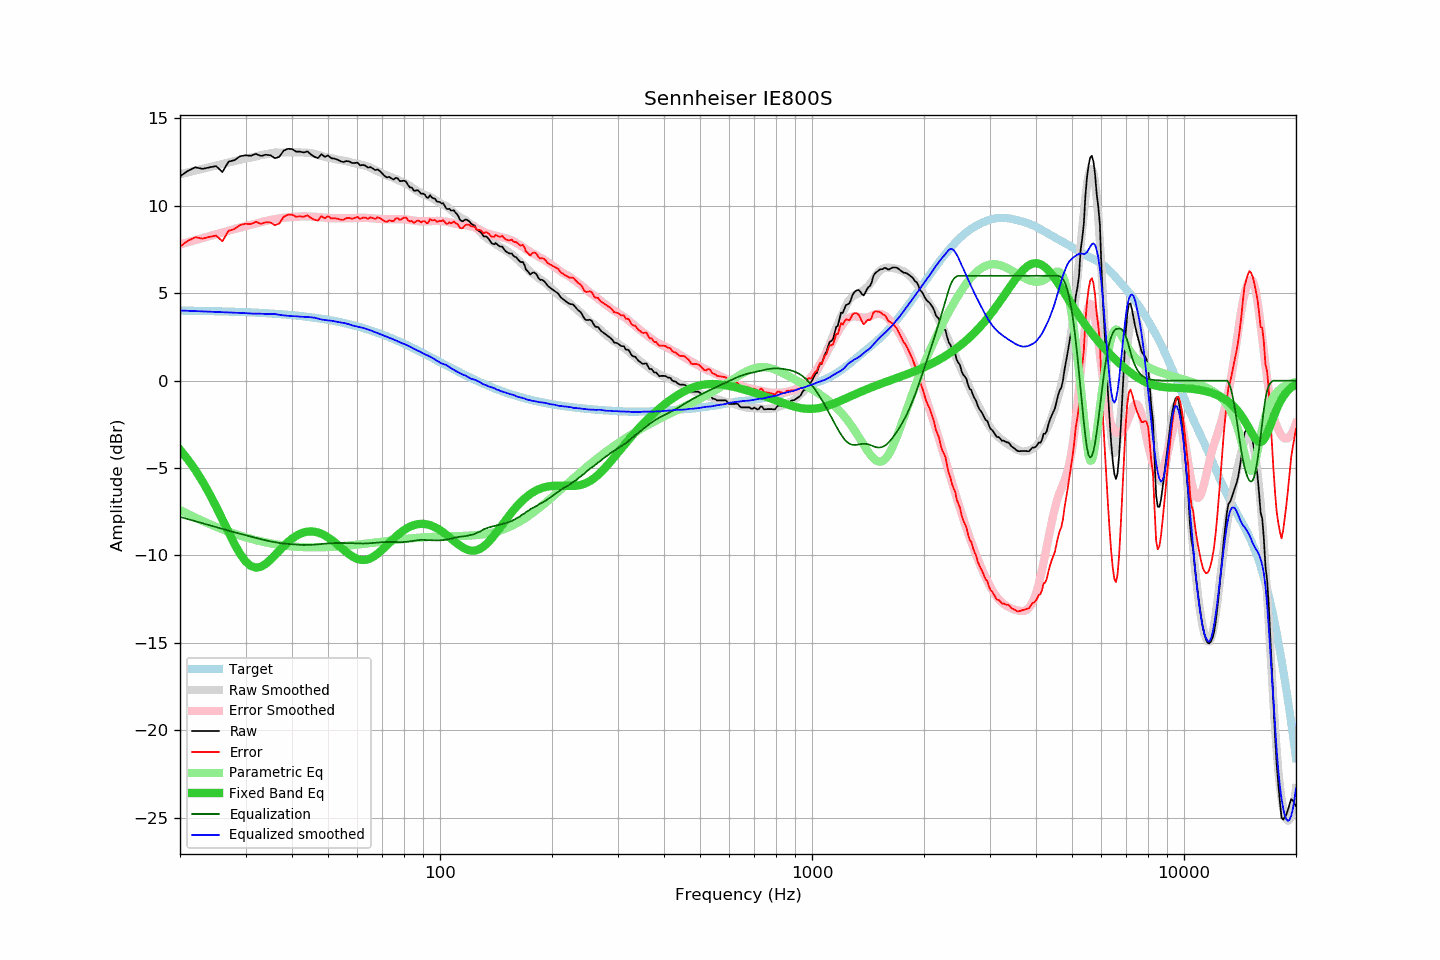 Sennheiser IE800S
15
10
5
0
−5
−10
−15
−20
−25
Amplitude (dBr)
Target
Raw Smoothed
Error Smoothed
Raw
Error
Parametric Eq
Fixed Band Eq
Equalization
Equalized smoothed
100
1000
10000
Frequency (Hz)